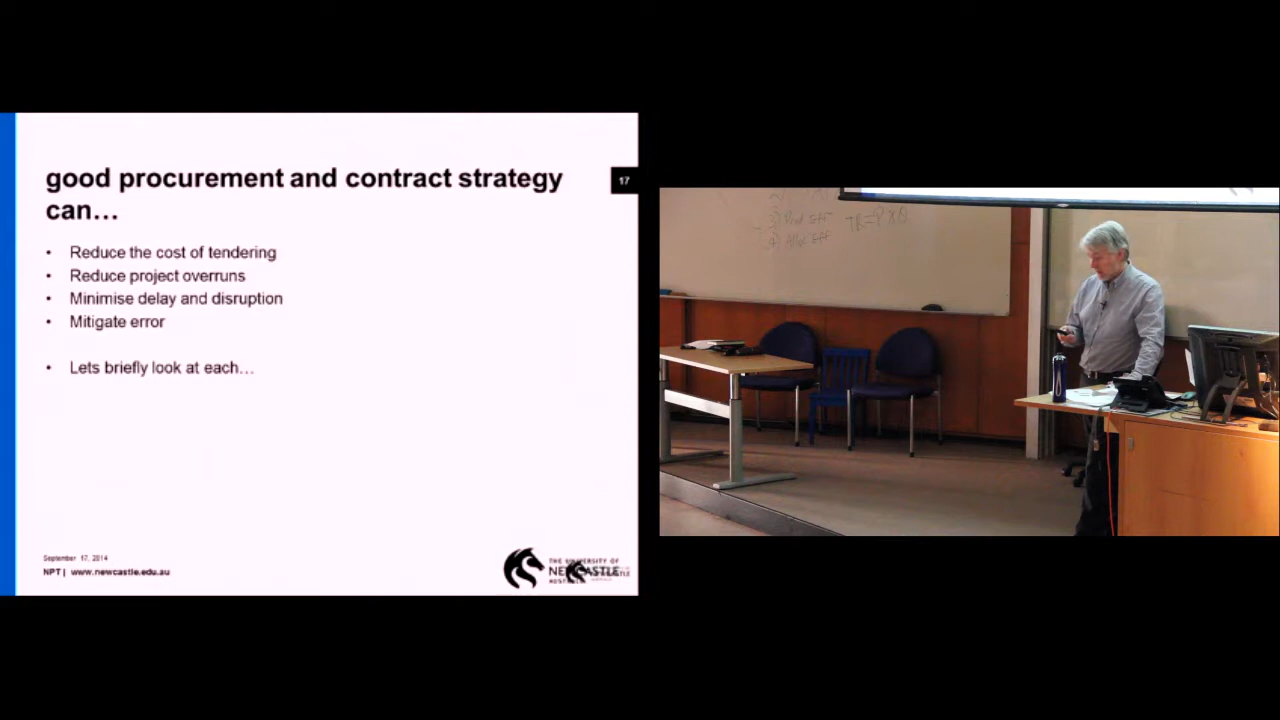 good procurement and contract strategy
can…
17
• Reduce the cost of tendering
• Reduce project overruns
• Minimise delay and disruption
• Mitigate error
• Lets briefly look at each…
September 17, 2014
NPT | www.newcastle.edu.au
THE UNIVERSITY OF
NEWCASTLE
AUSTRALIA
TR=P×Q